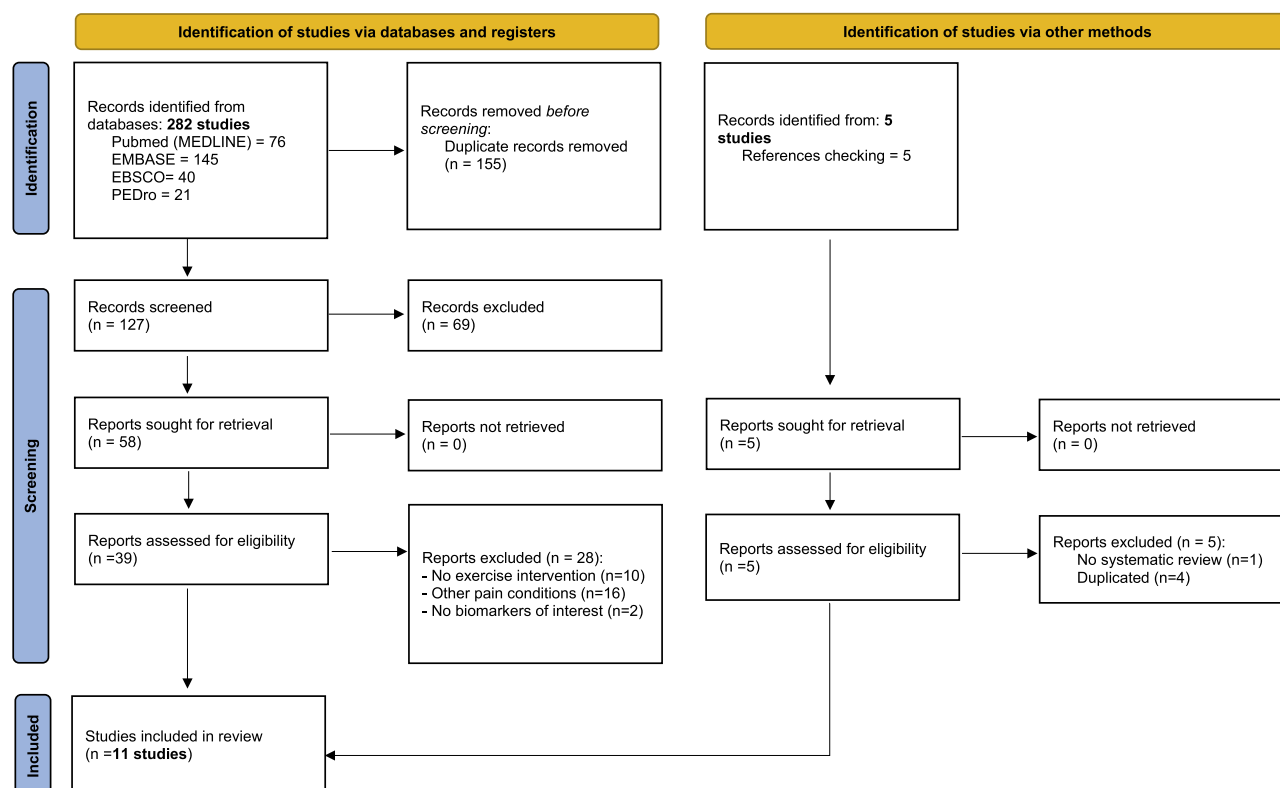 Identification of studies via databases and registers
Identification of studies via other methods
Identification
Records identified from
databases: 282 studies
Pubmed (MEDLINE) = 76
EMBASE = 145
EBSCO= 40
PEDro = 21
Records removed before
screening:
Duplicate records removed
(n = 155)
Records identified from: 5
studies
References checking = 5
Screening
Records screened
(n = 127)
Records excluded
(n = 69)
Reports sought for retrieval
(n = 58)
Reports not retrieved
(n = 0)
Reports sought for retrieval
(n =5)
Reports not retrieved
(n = 0)
Reports assessed for eligibility
(n =39)
Reports excluded (n = 28):
- No exercise intervention (n=10)
- Other pain conditions (n=16)
- No biomarkers of interest (n=2)
Reports assessed for eligibility
(n =5)
Reports excluded (n = 5):
No systematic review (n=1)
Duplicated (n=4)
Included
Studies included in review
(n =11 studies)